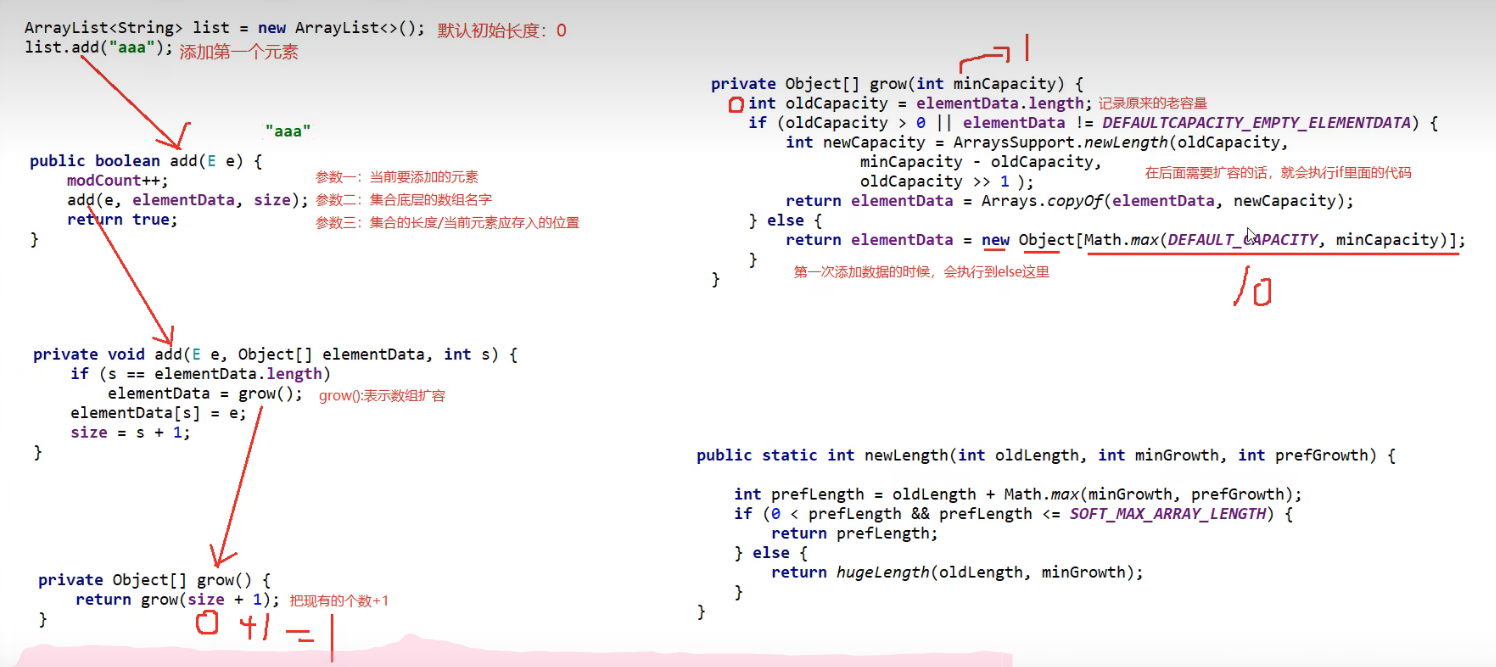 ArrayList<String> list = new ArrayList<>(); 默认初始长度：0
list.add("aaa"); 添加第一个元素
"aaa"
public boolean add(E e) {
modCount++; 参数一：当前要添加的元素
add(e, elementData, size); 参数二：集合底层的数组名字
return true; 参数三：集合的长度/当前元素应存入的位置
}
private void add(E e, Object[] elementData, int s) {
if (s == elementData.length)
elementData = grow(); grow():表示数组扩容
elementData[s] = e;
size = s + 1;
}
private Object[] grow() {
return grow(size + 1); 把现有的个数+1
}
0 +1 = 1
1
private Object[] grow(int minCapacity) {
0 int oldCapacity = elementData.length; 记录原来的老容量
if (oldCapacity > 0 || elementData != DEFAULTCAPACITY_EMPTY_ELEMENTDATA) {
int newCapacity = ArraysSupport.newLength(oldCapacity,
minCapacity - oldCapacity, 在后面需要扩容的话，就会执行if里面的代码
oldCapacity >> 1 );
return elementData = Arrays.copyOf(elementData, newCapacity);
} else {
return elementData = new Object[Math.max(DEFAULT_CAPACITY, minCapacity)];
}
第一次添加数据的时候，会执行到else这里
}
10
public static int newLength(int oldLength, int minGrowth, int prefGrowth) {
int prefLength = oldLength + Math.max(minGrowth, prefGrowth);
if (0 < prefLength && prefLength <= SOFT_MAX_ARRAY_LENGTH) {
return prefLength;
} else {
return hugeLength(oldLength, minGrowth);
}
}